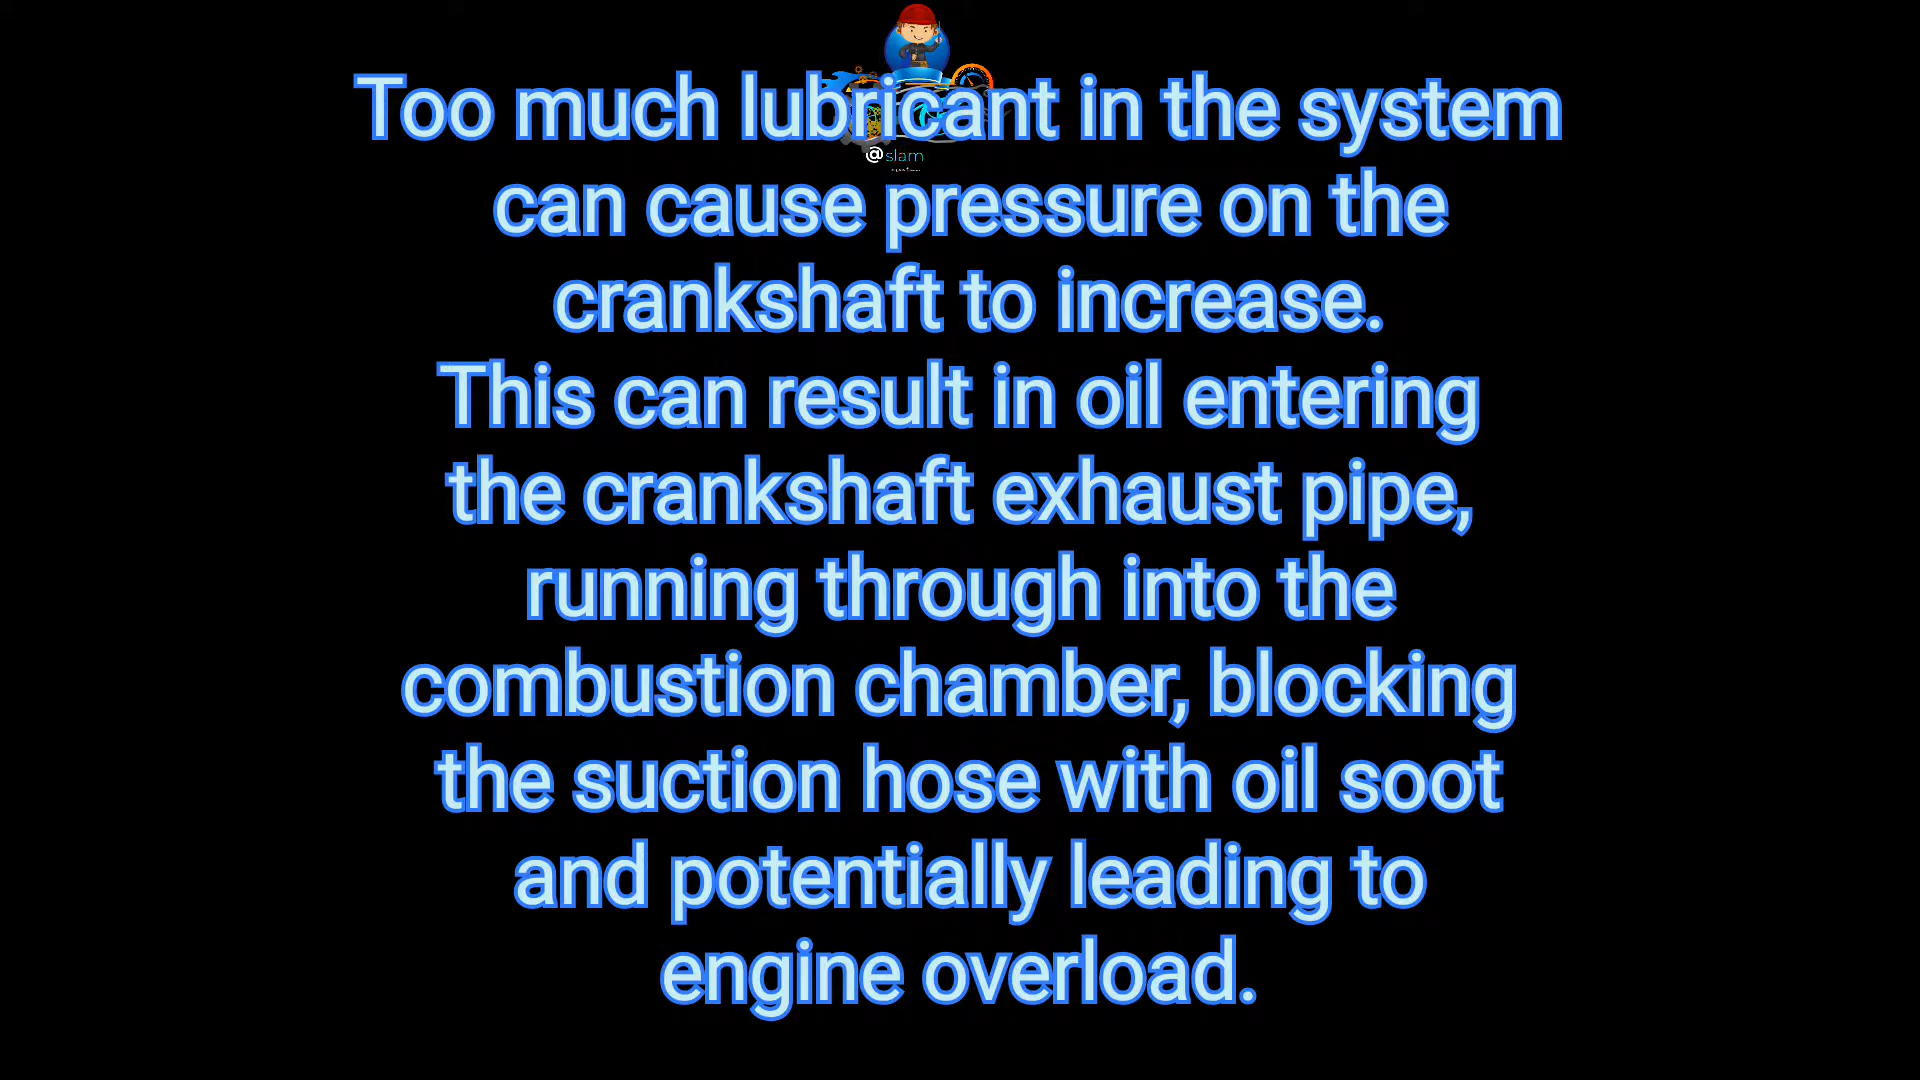 Too much lubricant in the system
@slam
can cause pressure on the
crankshaft to increase.
This can result in oil entering
the crankshaft exhaust pipe,
running through into the
combustion chamber, blocking
the suction hose with oil soot
and potentially leading to
engine overload.